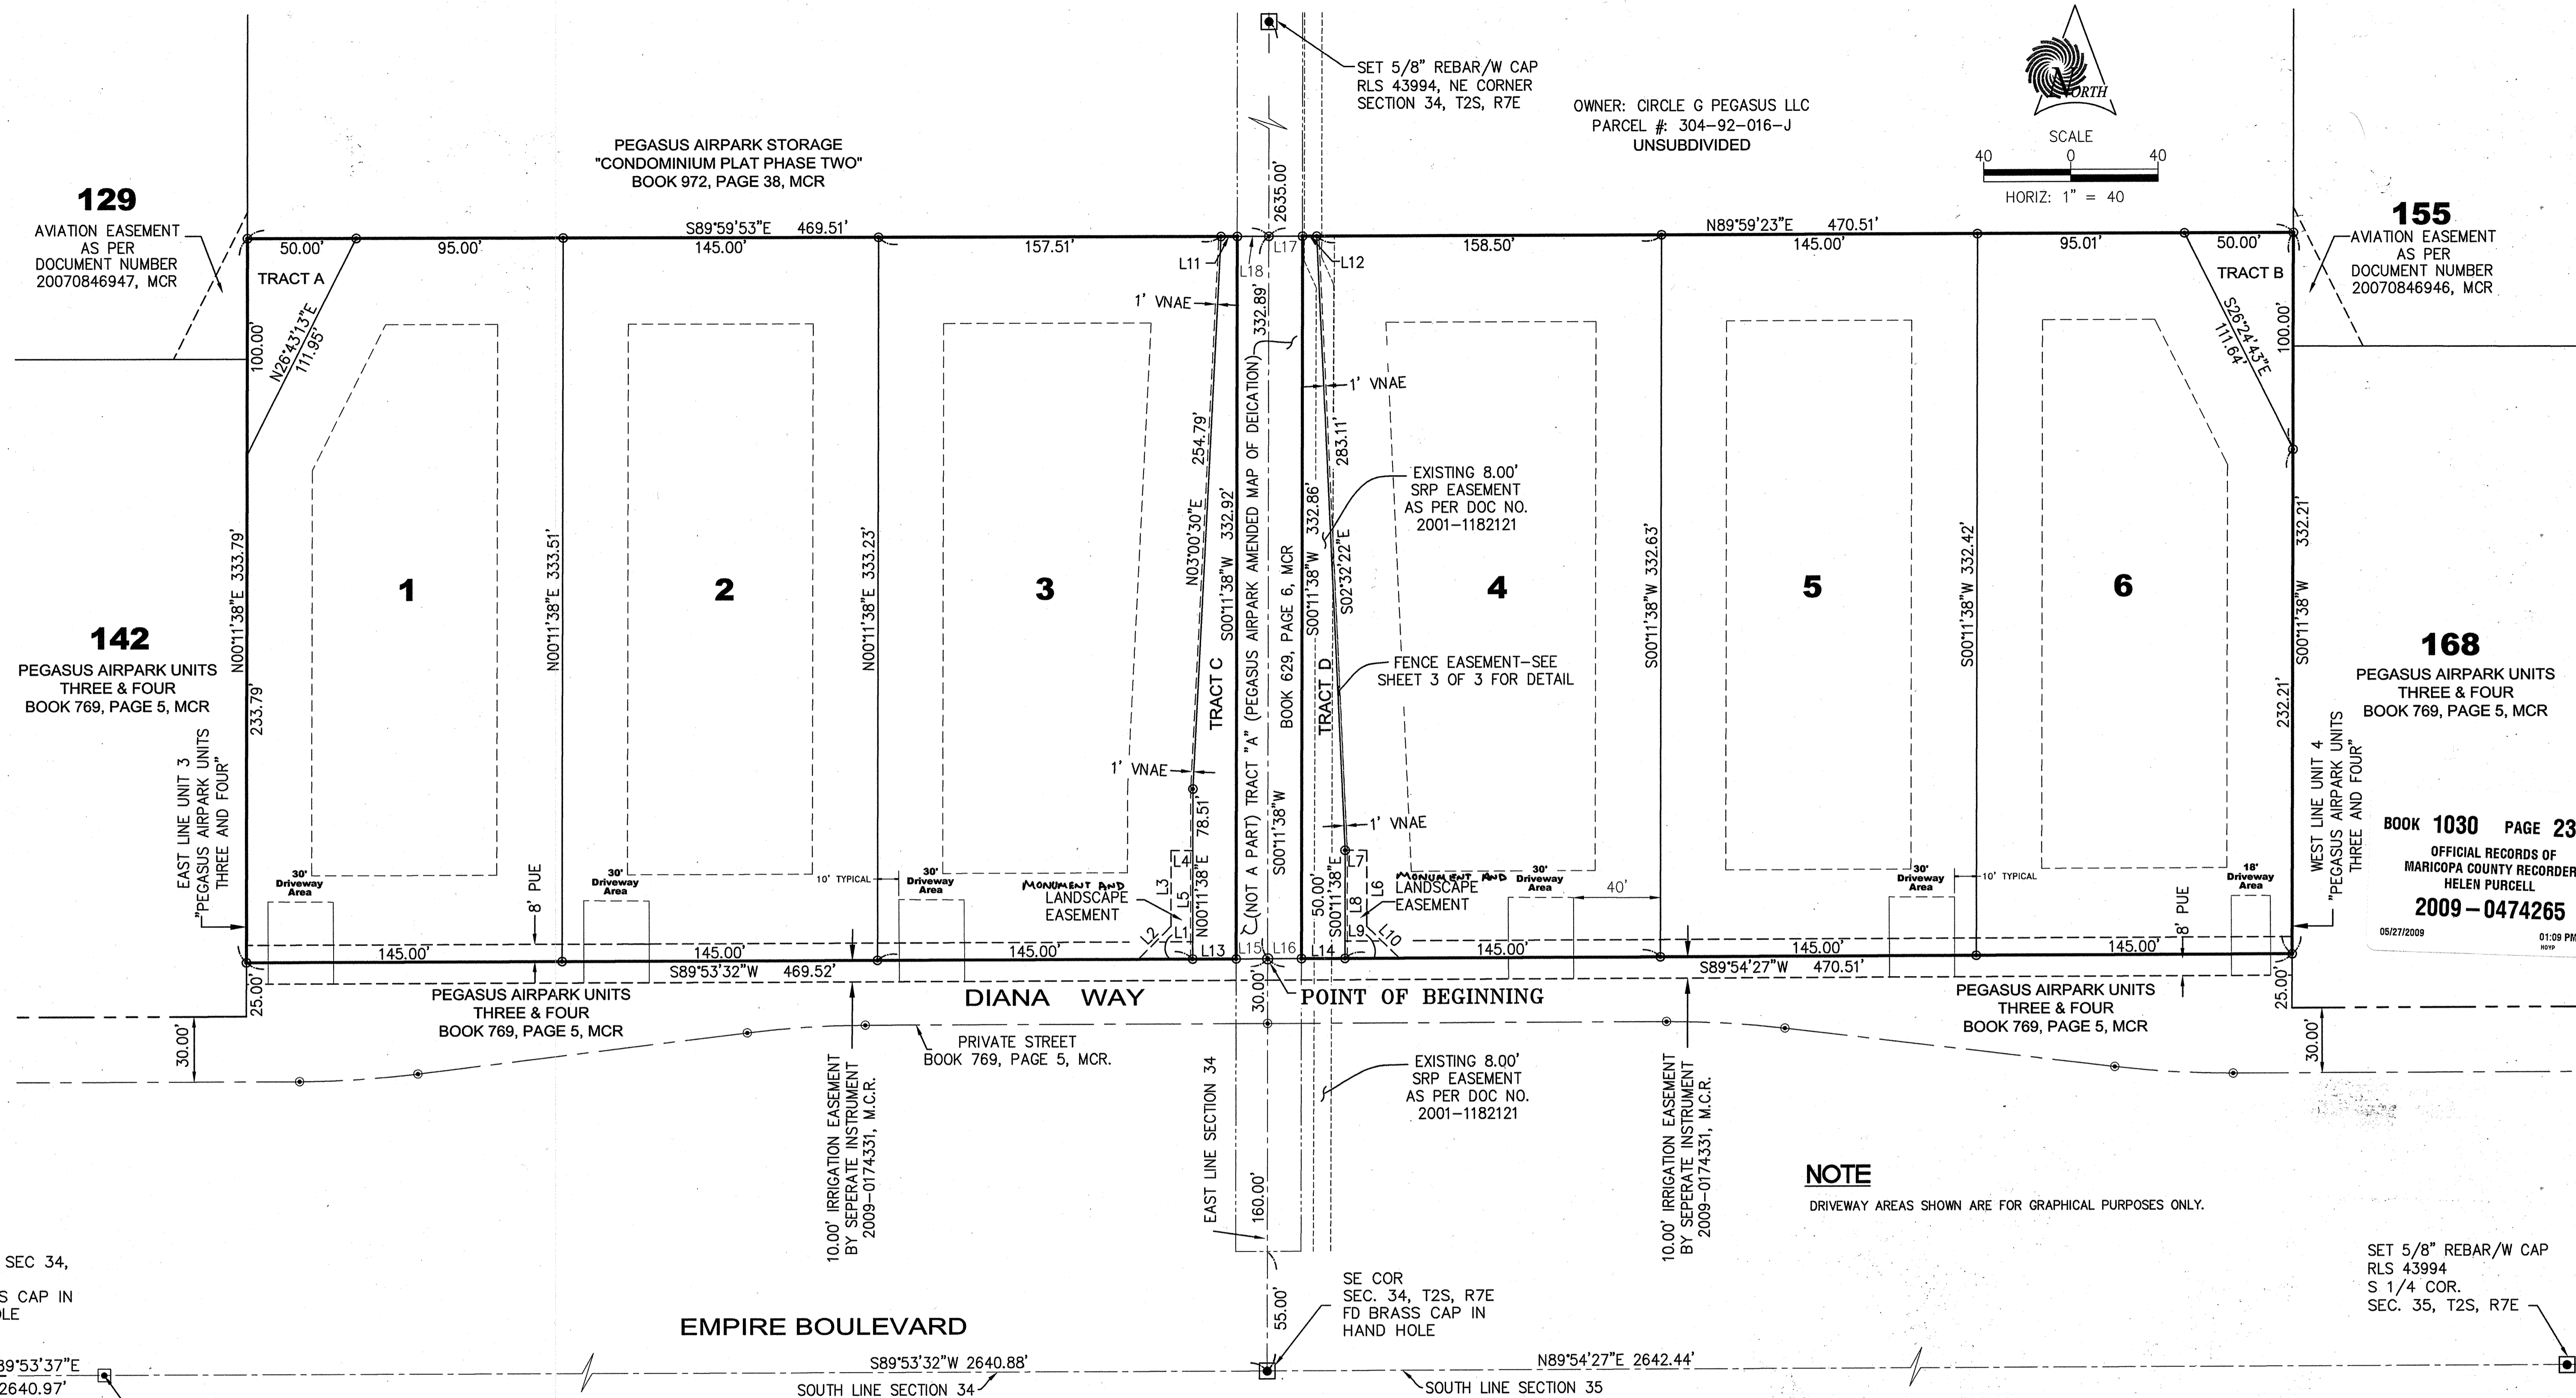 SET 5/8" REBAR/W CAP
RLS 43994, NE CORNER
SECTION 34, T2S, R7E
OWNER: CIRCLE G PEGASUS LLC
PARCEL #: 304-92-016-J
UNSUBDIVIDED
NORTH
SCALE
40 0 40
HORIZ: 1" = 40
PEGASUS AIRPARK STORAGE
"CONDOMINIUM PLAT PHASE TWO"
BOOK 972, PAGE 38, MCR
129
AVIATION EASEMENT
AS PER
DOCUMENT NUMBER
20070846947, MCR
155
AVIATION EASEMENT
AS PER
DOCUMENT NUMBER
20070846946, MCR
2635.00'
S89°59'53"E 469.51'
N89°59'23"E 470.51'
50.00'
95.00'
145.00'
157.51'
L11
L18
L17
L12
158.50'
145.00'
95.01'
50.00'
TRACT A
TRACT B
100.00'
N26°43'13"E
111.95'
1' VNAE
332.89'
1' VNAE
S26°24'43"E
111.64'
100.00'
N00°11'38"E 333.79'
233.79'
1
N00°11'38"E 333.51'
2
N00°11'38"E 333.23'
3
254.79'
N03°00'30"E
TRACT C
S00°11'38"W 332.92'
(NOT A PART) TRACT "A" (PEGASUS AIRPARK AMENDED MAP OF DEICATION)
BOOK 629, PAGE 6, MCR
S00°11'38"W
S00°11'38"W 332.86'
TRACT D
283.11'
S02°32'22"E
EXISTING 8.00'
SRP EASEMENT
AS PER DOC NO.
2001-1182121
FENCE EASEMENT-SEE
SHEET 3 OF 3 FOR DETAIL
4
S00°11'38"W 332.63'
5
S00°11'38"W 332.42'
6
S00°11'38"W 332.21'
232.21'
142
PEGASUS AIRPARK UNITS
THREE & FOUR
BOOK 769, PAGE 5, MCR
168
PEGASUS AIRPARK UNITS
THREE & FOUR
BOOK 769, PAGE 5, MCR
EAST LINE UNIT 3
"PEGASUS AIRPARK UNITS
THREE AND FOUR"
WEST LINE UNIT 4
"PEGASUS AIRPARK UNITS
THREE AND FOUR"
BOOK 1030 PAGE 23
OFFICIAL RECORDS OF
MARICOPA COUNTY RECORDER
HELEN PURCELL
2009-0474265
05/27/2009 01:09 PM
1' VNAE
N00°11'38"E 78.51'
1' VNAE
50.00'
S00°11'38"E
30'
Driveway
Area
8' PUE
30'
Driveway
Area
10' TYPICAL
30'
Driveway
Area
MONUMENT AND
LANDSCAPE
EASEMENT
L4
L3
L5
L2
L1
L7
L6
L8
L9
L10
MONUMENT AND
LANDSCAPE
EASEMENT
30'
Driveway
Area
40'
30'
Driveway
Area
10' TYPICAL
18'
Driveway
Area
8' PUE
145.00'
145.00'
145.00'
L13
L15
L16
L14
145.00'
145.00'
145.00'
S89°53'32"W 469.52'
S89°54'27"W 470.51'
25.00'
PEGASUS AIRPARK UNITS
THREE & FOUR
BOOK 769, PAGE 5, MCR
DIANA WAY
30.00'
POINT OF BEGINNING
PEGASUS AIRPARK UNITS
THREE & FOUR
BOOK 769, PAGE 5, MCR
25.00'
30.00'
PRIVATE STREET
BOOK 769, PAGE 5, MCR.
30.00'
10.00' IRRIGATION EASEMENT
BY SEPERATE INSTRUMENT
2009-0174331, M.C.R.
EAST LINE SECTION 34
EXISTING 8.00'
SRP EASEMENT
AS PER DOC NO.
2001-1182121
10.00' IRRIGATION EASEMENT
BY SEPERATE INSTRUMENT
2009-0174331, M.C.R.
160.00'
NOTE
DRIVEWAY AREAS SHOWN ARE FOR GRAPHICAL PURPOSES ONLY.
SEC 34,
S CAP IN
OLE
SE COR
SEC. 34, T2S, R7E
FD BRASS CAP IN
HAND HOLE
55.00'
SET 5/8" REBAR/W CAP
RLS 43994
S 1/4 COR.
SEC. 35, T2S, R7E
EMPIRE BOULEVARD
89°53'37"E
2640.97'
S89°53'32"W 2640.88'
SOUTH LINE SECTION 34
N89°54'27"E 2642.44'
SOUTH LINE SECTION 35